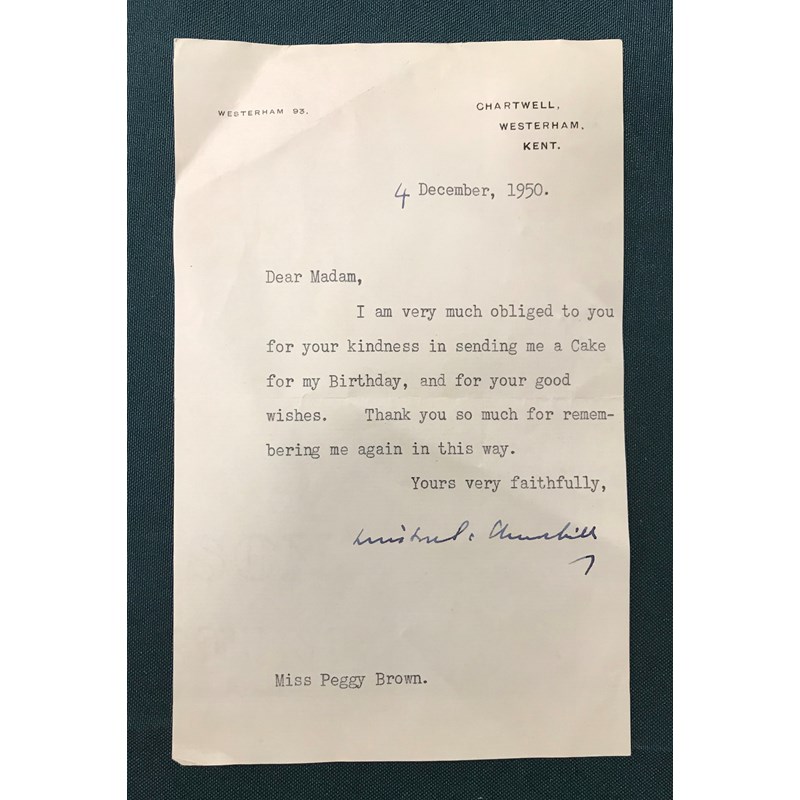 WESTERHAM 93.
CHARTWELL,
WESTERHAM,
KENT.
4 December, 1950.
Dear Madam,
I am very much obliged to you
for your kindness in sending me a Cake
for my Birthday, and for your good
wishes. Thank you so much for remem-
bering me again in this way.
Yours very faithfully,
Winston S. Churchill
Miss Peggy Brown.